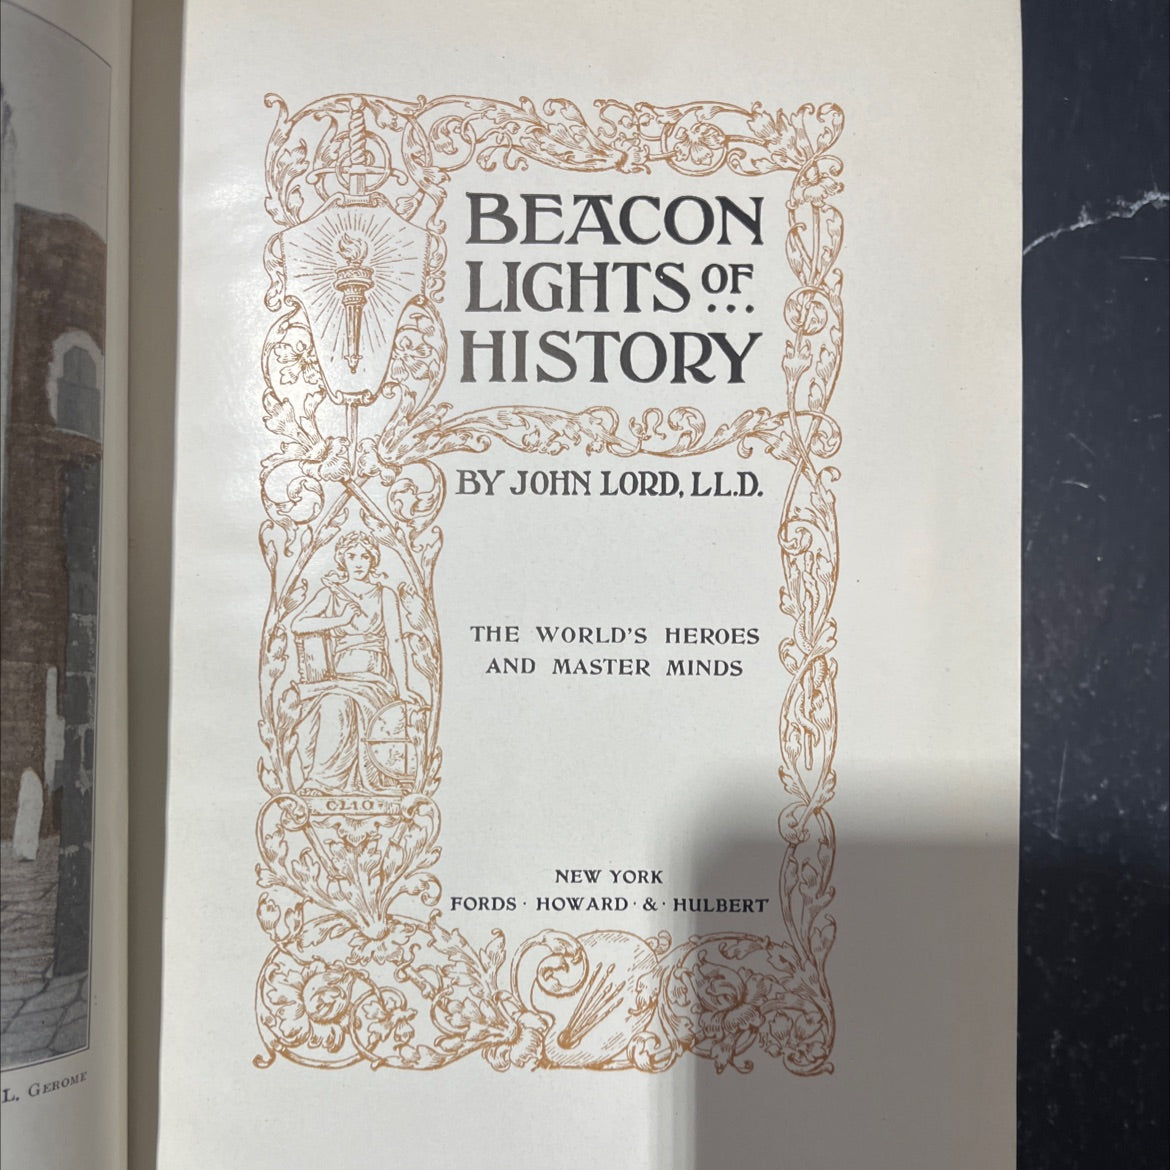 BEACON
LIGHTS OF
HISTORY
BY JOHN LORD, LL.D.
THE WORLD'S HEROES
AND MASTER MINDS
CLIO
NEW YORK
FORDS · HOWARD · & · HULBERT
L. GEROME